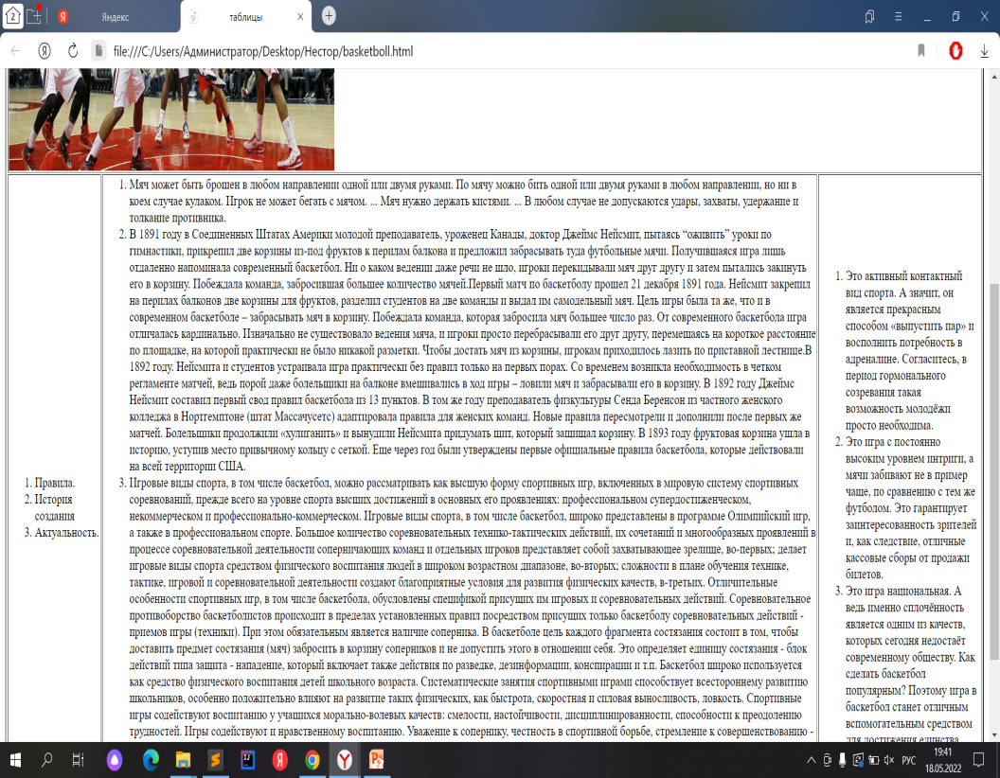 2
Яндекс
таблицы
file:///C:/Users/Администратор/Desktop/Нестор/basketboll.html
1. Правила.
2. История
создания
3. Актуальность.
1. Мяч может быть брошен в любом направлении одной или двумя руками. По мячу можно бить одной или двумя руками в любом направлении, но ни в
коем случае кулаком. Игрок не может бегать с мячом. ... Мяч нужно держать кистями. ... В любом случае не допускаются удары, захваты, удержание и
толкание противника.
2. В 1891 году в Соединенных Штатах Америки молодой преподаватель, уроженец Канады, доктор Джеймс Нейсмит, пытаясь “оживить” уроки по
гимнастики, прикрепил две корзины из-под фруктов к перилам балкона и предложил забрасывать туда футбольные мячи. Получившаяся игра лишь
отдаленно напоминала современный баскетбол. Ни о каком ведении даже речи не шло, игроки перекидывали мяч друг другу и затем пытались закинуть
его в корзину. Побеждала команда, забросившая большее количество мячей.Первый матч по баскетболу прошел 21 декабря 1891 года. Нейсмит закрепил
на перилах балконов две корзины для фруктов, разделил студентов на две команды и выдал им самодельный мяч. Цель игры была та же, что и в
современном баскетболе – забрасывать мяч в корзину. Побеждала команда, которая забросила мяч большее число раз. От современного баскетбола игра
отличалась кардинально. Изначально не существовало ведения мяча, и игроки просто перебрасывали его друг другу, перемещаясь на короткое расстояние
по площадке, на которой практически не было никакой разметки. Чтобы достать мяч из корзины, игрокам приходилось лазить по приставной лестнице.В
1892 году. Нейсмита и студентов устраивала игра практически без правил только на первых порах. Со временем возникла необходимость в четком
регламенте матчей, ведь порой даже болельщики на балконе вмешивались в ход игры – ловили мяч и забрасывали его в корзину. В 1892 году Джеймс
Нейсмит составил первый свод правил баскетбола из 13 пунктов. В том же году преподаватель физкультуры Сенда Беренсон из частного женского
колледжа в Нортгемптоне (штат Массачусетс) адаптировала правила для женских команд. Новые правила пересмотрели и дополнили после первых же
матчей. Болельщики продолжили «хулиганить» и вынудили Нейсмита придумать щит, который защищал корзину. В 1893 году фруктовая корзина ушла в
историю, уступив место привычному кольцу с сеткой. Еще через год были утверждены первые официальные правила баскетбола, которые действовали
на всей территории США.
3. Игровые виды спорта, в том числе баскетбол, можно рассматривать как высшую форму спортивных игр, включенных в мировую систему спортивных
соревнований, прежде всего на уровне спорта высших достижений в основных его проявлениях: профессиональном супердостиженческом,
некоммерческом и профессионально-коммерческом. Игровые виды спорта, в том числе баскетбол, широко представлены в программе Олимпийский игр,
а также в профессиональном спорте. Большое количество соревновательных технико-тактических действий, их сочетаний и многообразных проявлений в
процессе соревновательной деятельности соперничающих команд и отдельных игроков представляет собой захватывающее зрелище, во-первых; делает
игровые виды спорта средством физического воспитания людей в широком возрастном диапазоне, во-вторых; сложности в плане обучения технике,
тактике, игровой и соревновательной деятельности создают благоприятные условия для развития физических качеств, в-третьих. Отличительные
особенности спортивных игр, в том числе баскетбола, обусловлены спецификой присущих им игровых и соревновательных действий. Соревновательное
противоборство баскетболистов происходит в пределах установленных правил посредством присущих только баскетболу соревновательных действий -
приемов игры (техники). При этом обязательным является наличие соперника. В баскетболе цель каждого фрагмента состязания состоит в том, чтобы
доставить предмет состязания (мяч) забросить в корзину соперников и не допустить этого в отношении себя. Это определяет единицу состязания - блок
действий типа защита - нападение, который включает также действия по разведке, дезинформации, конспирации и т.п. Баскетбол широко используется
как средство физического воспитания детей школьного возраста. Систематические занятия спортивными играми способствует всестороннему развитию
школьников, особенно положительно влияют на развитие таких физических, как быстрота, скоростная и силовая выносливость, ловкость. Спортивные
игры содействуют воспитанию у учащихся морально-волевых качеств: смелости, настойчивости, дисциплинированности, способности к преодолению
трудностей. Игры содействуют и нравственному воспитанию. Уважение к сопернику, честность в спортивной борьбе, стремление к совершенствованию -
1. Это активный контактный
вид спорта. А значит, он
является прекрасным
способом «выпустить пар» и
восполнить потребность в
адреналине. Согласитесь, в
период гормонального
созревания такая
возможность молодёжи
просто необходима.
2. Это игра с постоянно
высоким уровнем интриги, а
мячи забивают не в пример
чаще, по сравнению с тем же
футболом. Это гарантирует
заинтересованность зрителей
и, как следствие, отличные
кассовые сборы от продажи
билетов.
3. Это игра национальная. А
ведь именно сплочённость
является одним из качеств,
которых сегодня недостаёт
современному обществу. Как
сделать баскетбол
популярным? Поэтому игра в
баскетбол станет отличным
вспомогательным средством
для достижения единства
РУС
19:41
18.05.2022